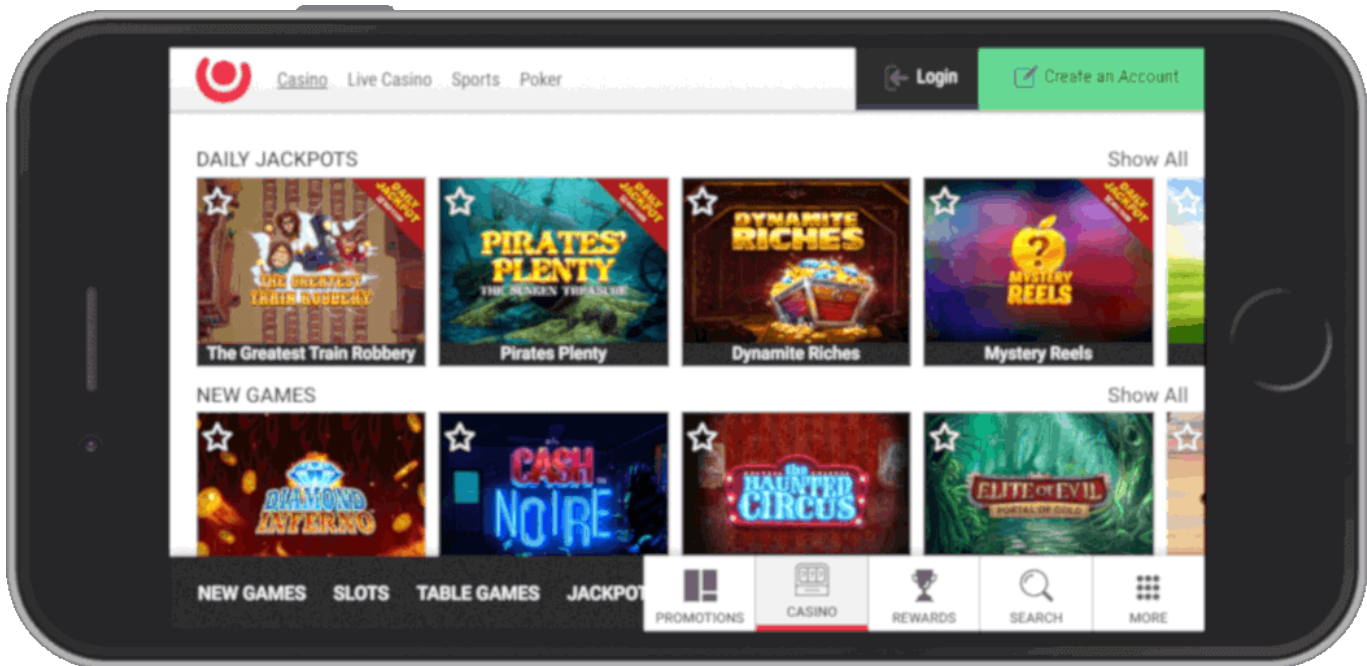 Casino Live Casino Sports Poker
Login
Create an Account
DAILY JACKPOTS
Show All
DAILY JACKPOT
THE GREATEST
TRAIN ROBBERY
The Greatest Train Robbery
DAILY JACKPOT
PIRATES'
PLENTY
THE SUNKEN TREASURE
Pirates Plenty
DYNAMITE
RICHES
Dynamite Riches
DAILY JACKPOT
?
MYSTERY
REELS
Mystery Reels
NEW GAMES
Show All
DIAMOND
INFERNO
CASH
NOIRE
the
HAUNTED
CIRCUS
ELITE OF EVIL
PORTAL OF GOLD
NEW GAMES SLOTS TABLE GAMES JACKPOT
PROMOTIONS
CASINO
REWARDS
SEARCH
MORE